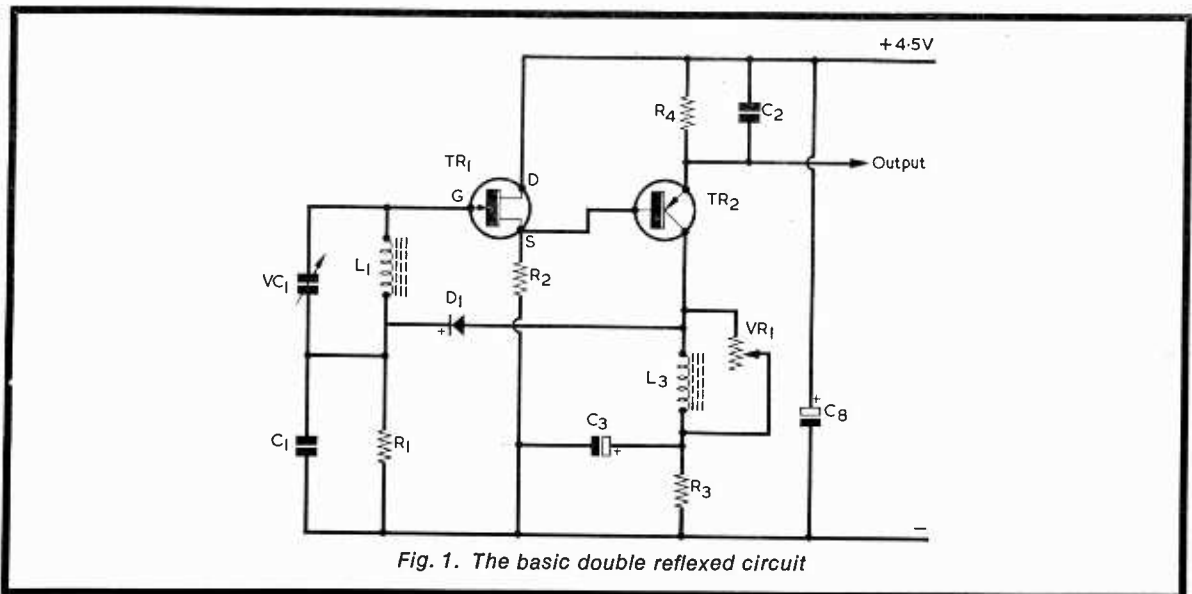 +4·5V
R4
C2
Output
TR1
D
G
S
TR2
VC1
L1
R2
D1
+
VR1
L3
C3
+
+
C8
C1
R1
R3
−
Fig. 1. The basic double reflexed circuit